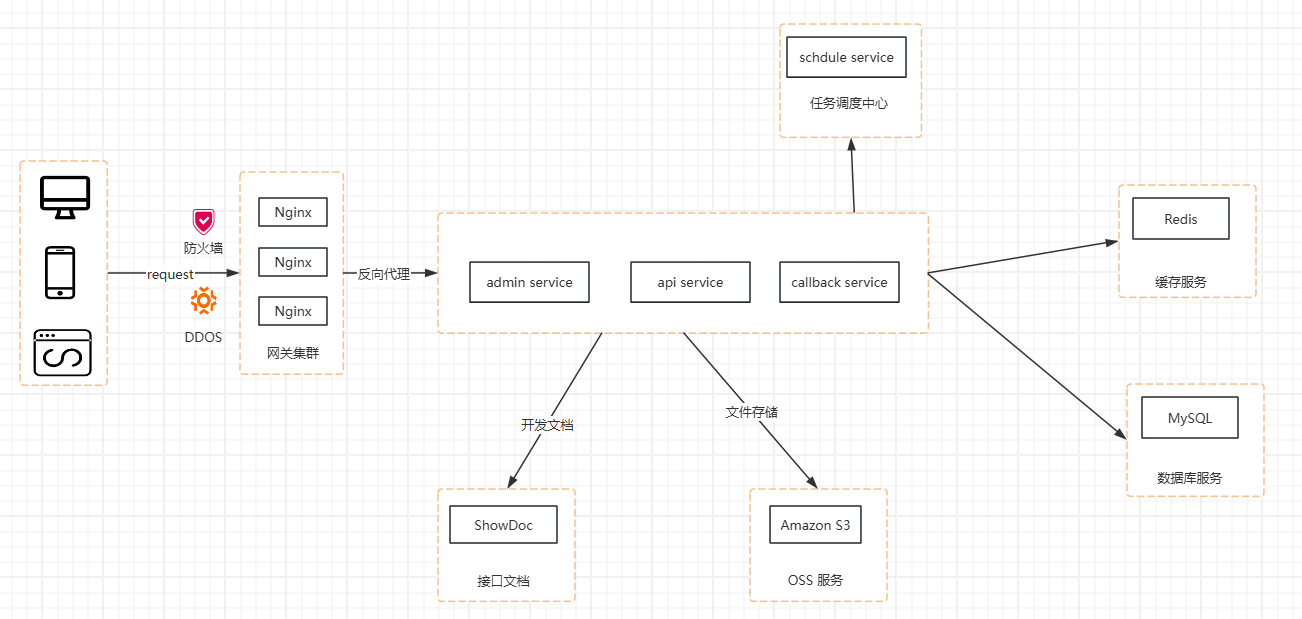 schdule service
任务调度中心
防火墙
request
DDOS
Nginx
Nginx
Nginx
网关集群
反向代理
admin service
api service
callback service
Redis
缓存服务
MySQL
数据库服务
开发文档
文件存储
ShowDoc
接口文档
Amazon S3
OSS 服务